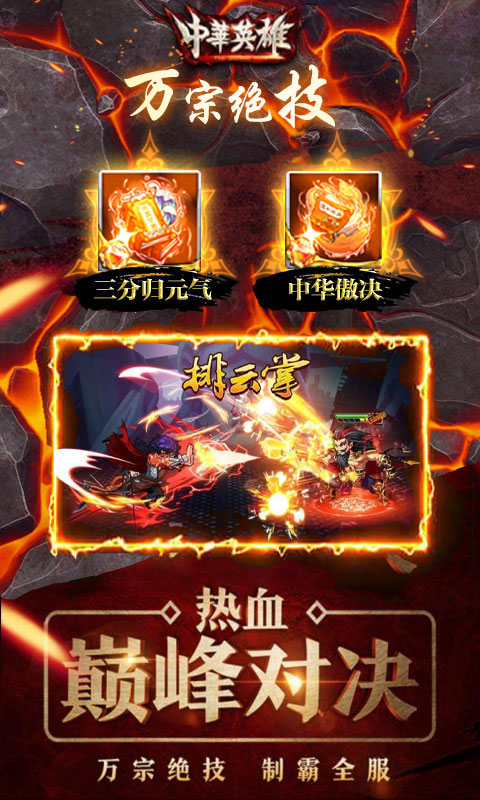 中華英雄
万宗绝技
三分归元气 中华傲决
排云掌
热血
巅峰对决
万宗绝技 制霸全服